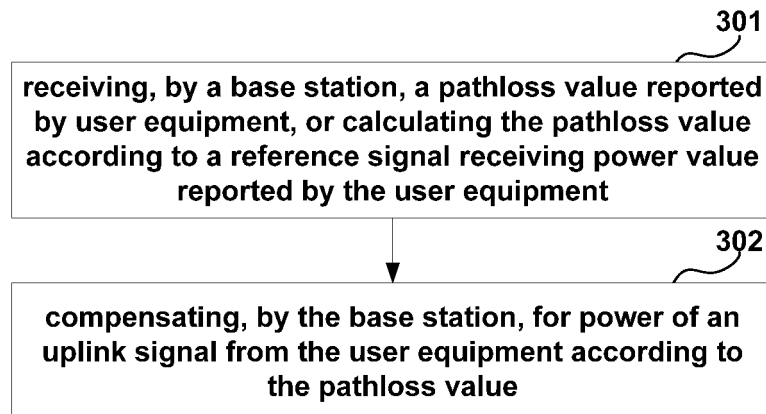 301
receiving, by a base station, a pathloss value reported
by user equipment, or calculating the pathloss value
according to a reference signal receiving power value
reported by the user equipment
302
compensating, by the base station, for power of an
uplink signal from the user equipment according to
the pathloss value